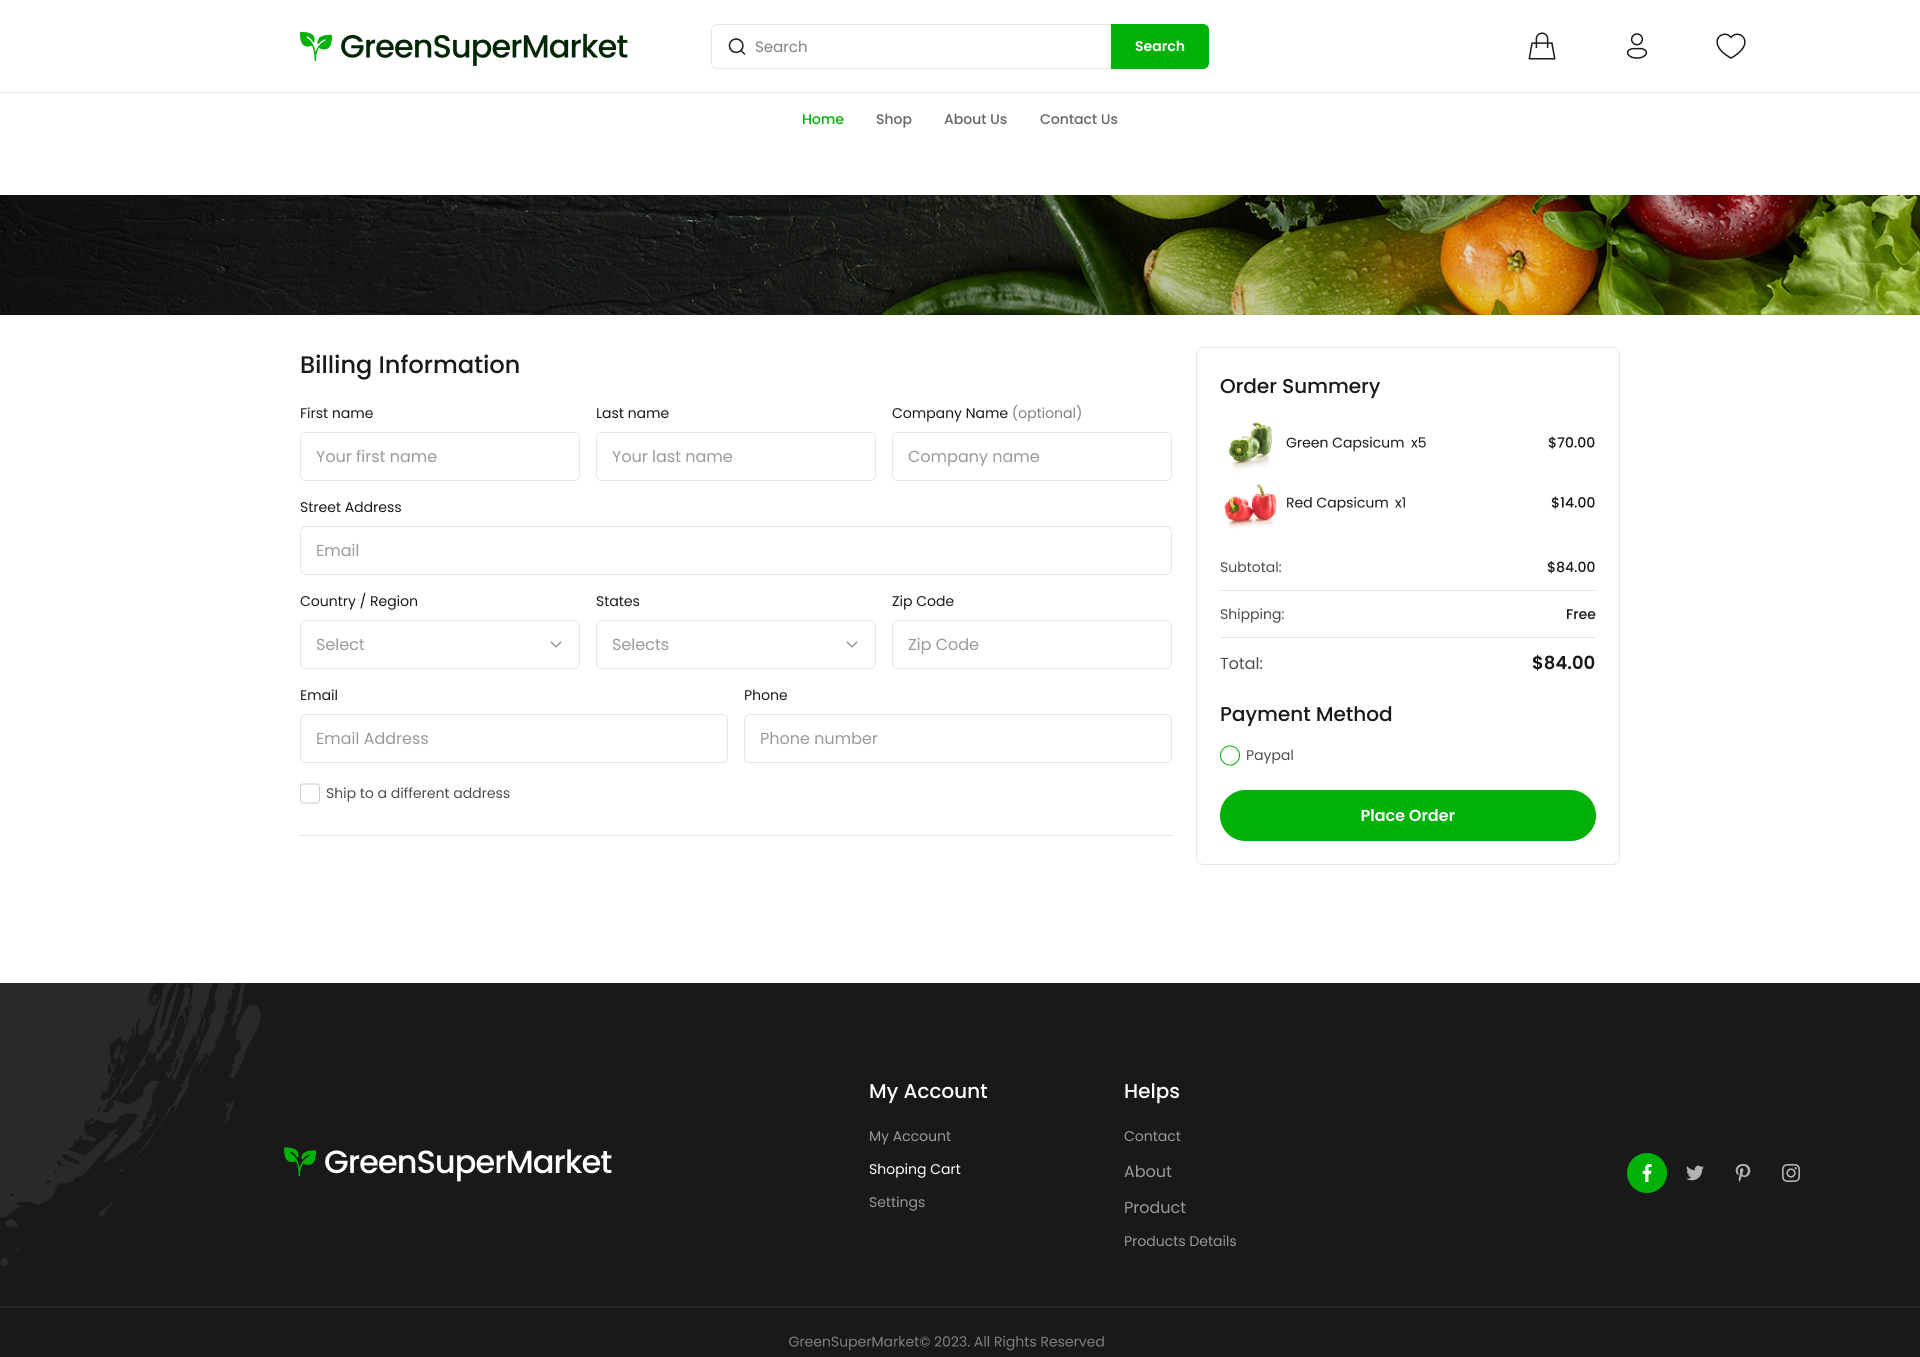 GreenSuperMarket
Search
Search
Home Shop About Us Contact Us
Billing Information
First name Last name Company Name (optional)
Your first name Your last name Company name
Street Address
Email
Country / Region States Zip Code
Select Selects Zip Code
Email Phone
Email Address Phone number
Ship to a different address
Order Summery
Green Capsicum x5 $70.00
Red Capsicum x1 $14.00
Subtotal: $84.00
Shipping: Free
Total: $84.00
Payment Method
Paypal
Place Order
GreenSuperMarket
My Account
My Account
Shoping Cart
Settings
Helps
Contact
About
Product
Products Details
GreenSuperMarket© 2023. All Rights Reserved